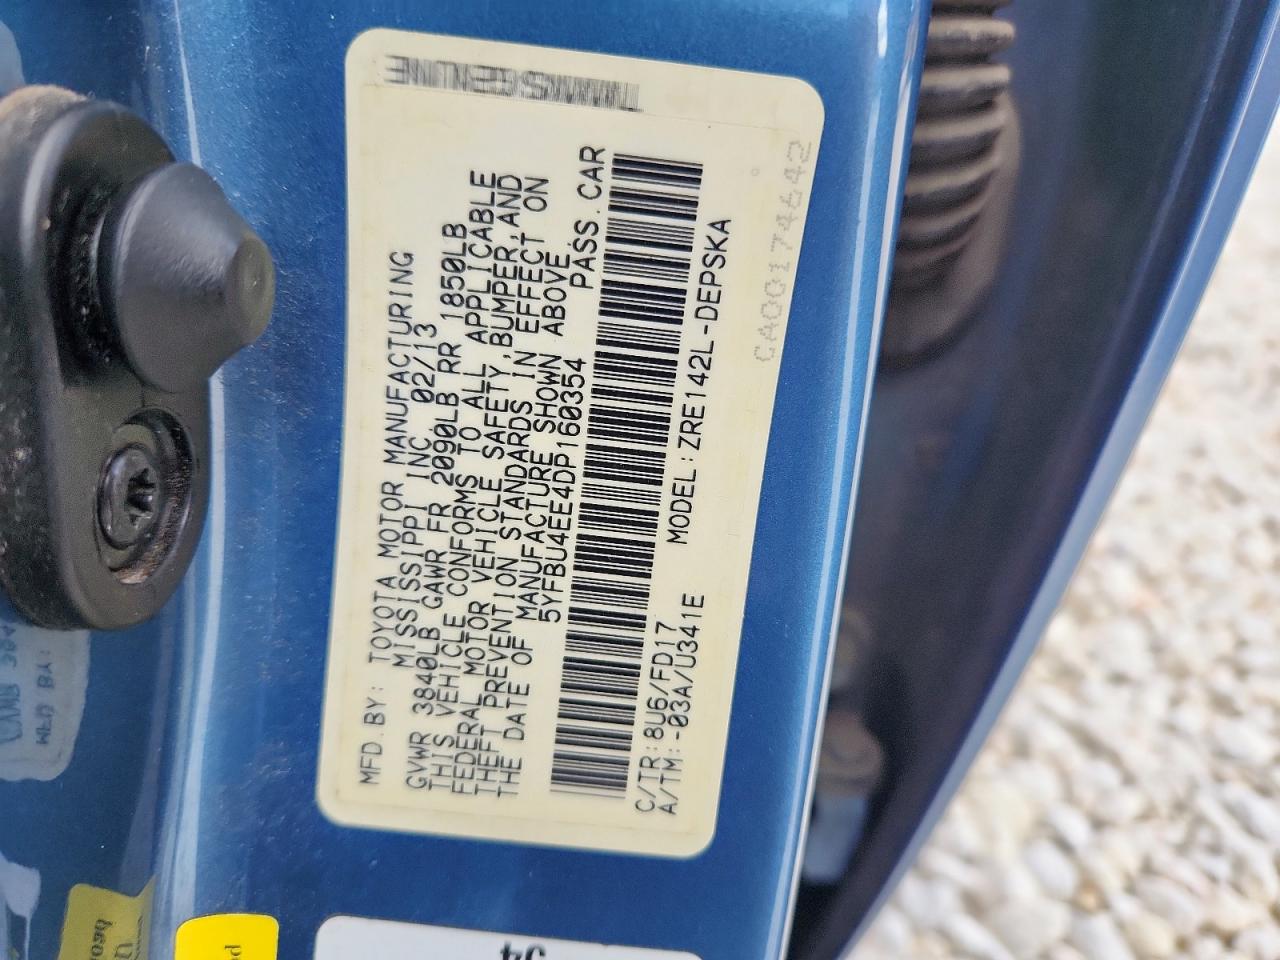 MFD.BY: TOYOTA MOTOR MANUFACTURING
MISSISSIPPI INC 02/13
GVWR 3840LB GAWR FR 2090LB RR 1850LB
THIS VEHICLE CONFORMS TO ALL APPLICABLE
FEDERAL MOTOR VEHICLE SAFETY, BUMPER, AND
THEFT PREVENTION STANDARDS IN EFFECT ON
THE DATE OF MANUFACTURE SHOWN ABOVE
5YFBU4EE4DP160354 PASS.CAR
C/TR:8U6/FD17 MODEL:ZRE142L-DEPSKA
A/TM:-03A/U341E
CA00174642